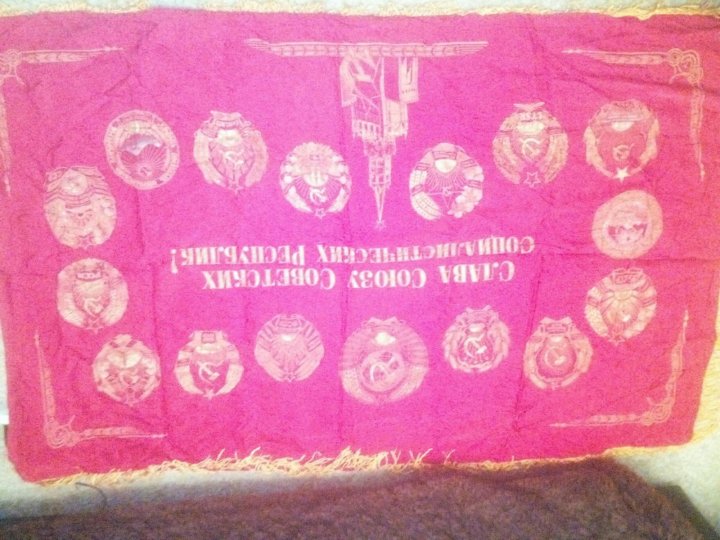 Слава Союзу Советских
Социалистических Республик!